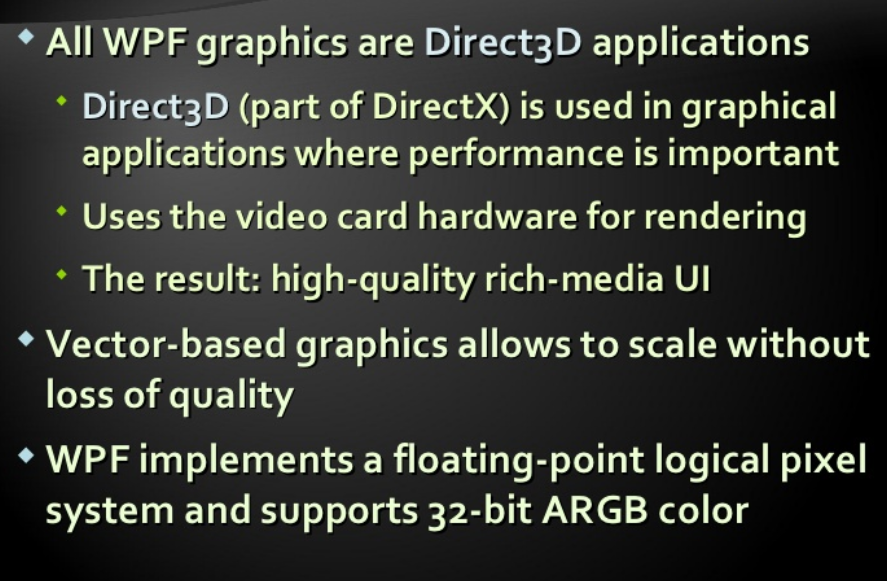 All WPF graphics are Direct3D applications
Direct3D (part of DirectX) is used in graphical
applications where performance is important
Uses the video card hardware for rendering
The result: high-quality rich-media UI
Vector-based graphics allows to scale without
loss of quality
WPF implements a floating-point logical pixel
system and supports 32-bit ARGB color